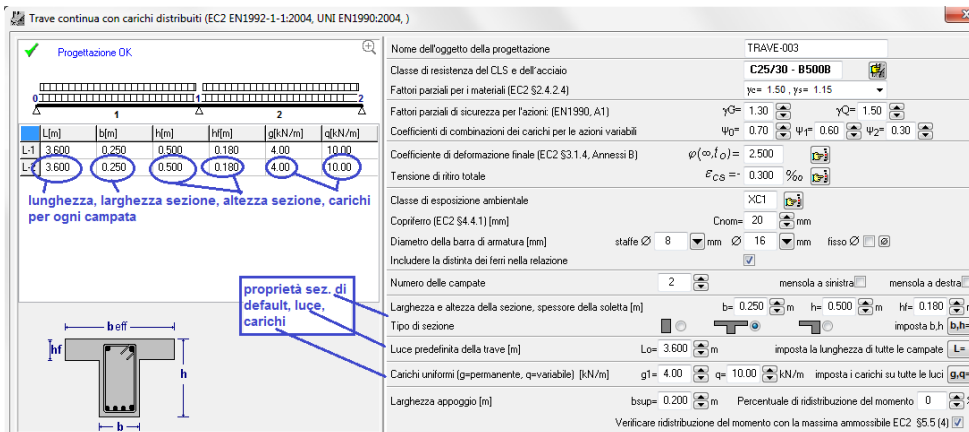 Trave continua con carichi distribuiti (EC2 EN1992-1-1:2004, UNI EN1990:2004, )
Progettazione OK
0 1 2
1 2
L[m] b[m] h[m] hf[m] g[kN/m] q[kN/m]
L-1 3.600 0.250 0.500 0.180 4.00 10.00
L-2 3.600 0.250 0.500 0.180 4.00 10.00
lunghezza, larghezza sezione, altezza sezione, carichi
per ogni campata
proprietà sez. di
default, luce,
carichi
b eff
hf
h
b
Nome dell'oggetto della progettazione TRAVE-003
Classe di resistenza del CLS e dell'acciaio C25/30 - B500B
Fattori parziali per i materiali (EC2 §2.4.2.4) γc= 1.50 , γs= 1.15
Fattori parziali di sicurezza per l'azioni: (EN1990, A1) γG= 1.30 γQ= 1.50
Coefficienti di combinazioni dei carichi per le azioni variabili Ψ0= 0.70 Ψ1= 0.60 Ψ2= 0.30
Coefficiente di deformazione finale (EC2 §3.1.4, Annessi B) φ(∞,to)= 2.500
Tensione di ritiro totale εCS =- 0.300 ‰
Classe di esposizione ambientale XC1
Copriferro (EC2 §4.4.1) [mm] Cnom= 20 mm
Diametro della barra di armatura [mm] staffe Ø 8 mm Ø 16 mm fisso Ø
Includere la distinta dei ferri nella relazione
Numero delle campate 2 mensola a sinistra mensola a destra
Larghezza e altezza della sezione, spessore della soletta [m] b= 0.250 m h= 0.500 m hf= 0.180 m
Tipo di sezione imposta b,h b,h=
Luce predefinita della trave [m] Lo= 3.600 m imposta la lunghezza di tutte le campate L=
Carichi uniformi (g=permanente, q=variabile) [kN/m] g1= 4.00 q= 10.00 kN/m imposta i carichi su tutte le luci g,q=
Larghezza appoggio [m] bsup= 0.200 m Percentuale di ridistribuzione del momento 0 %
Verificare ridistribuzione del momento con la massima ammossibile EC2 §5.5 (4)